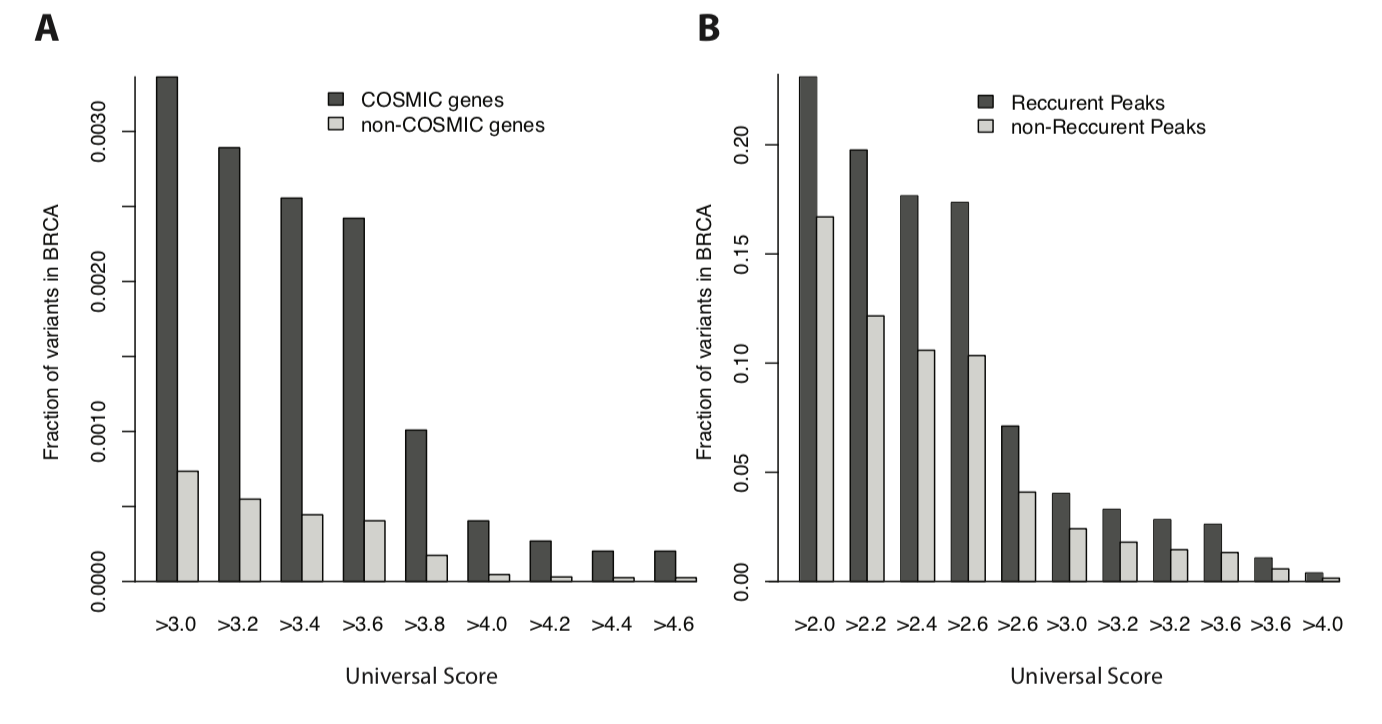 A
COSMIC genes
non-COSMIC genes
Fraction of variants in BRCA
0.0030
0.0020
0.0010
0.0000
>3.0 >3.2 >3.4 >3.6 >3.8 >4.0 >4.2 >4.4 >4.6
Universal Score
B
Reccurent Peaks
non-Reccurent Peaks
Fraction of variants in BRCA
0.20
0.15
0.10
0.05
0.00
>2.0 >2.2 >2.4 >2.6 >2.6 >3.0 >3.2 >3.2 >3.6 >3.6 >4.0
Universal Score